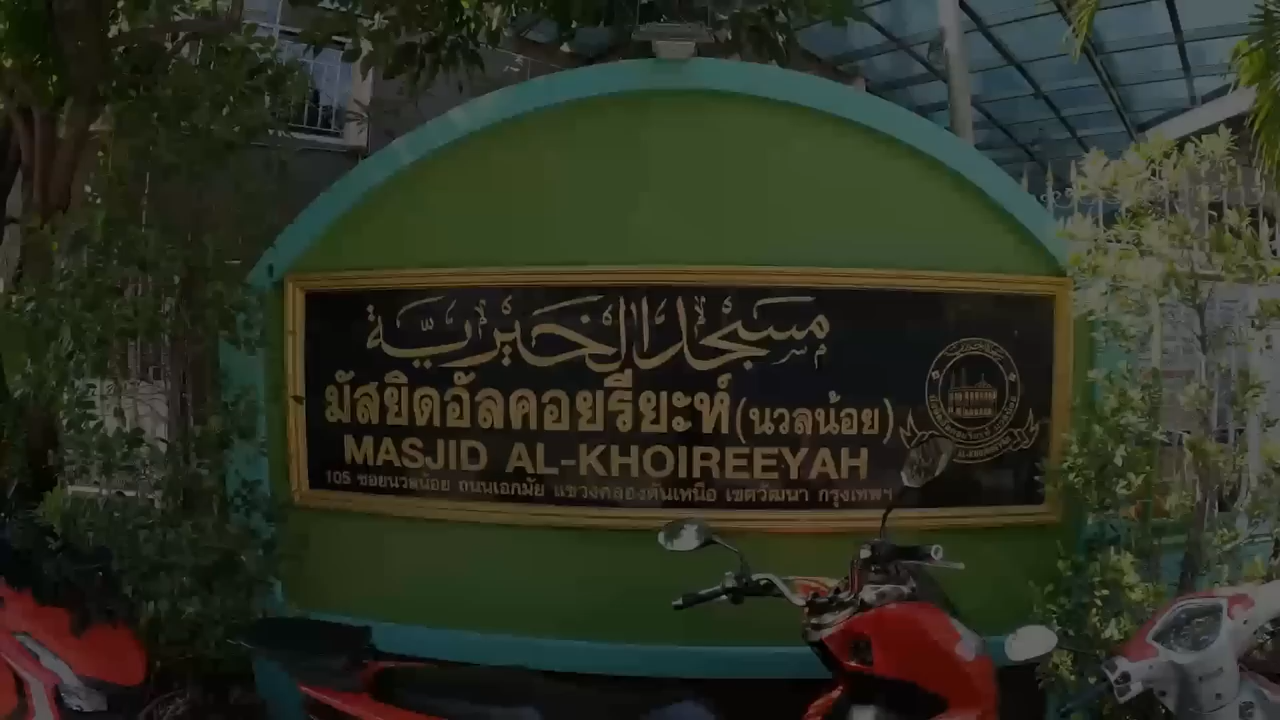 مسجد الخيرية
มัสยิดอัลคอยรียะห์ (นวลน้อย)
MASJID AL-KHOIREEYAH
105 ซอยนวลน้อย ถนนเอกมัย แขวงคลองตันเหนือ เขตวัฒนา กรุงเทพฯ
AL-KHOIREEYAH